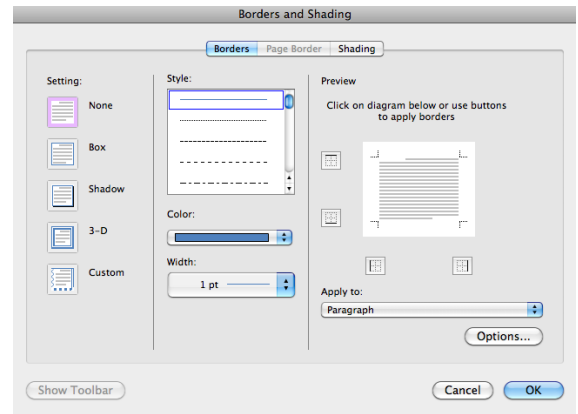 Borders and Shading
Borders Page Border Shading
Setting:
None
Box
Shadow
3-D
Custom
Style:
Color:
Width:
1 pt
Preview
Click on diagram below or use buttons
to apply borders
Apply to:
Paragraph
Options...
Show Toolbar
Cancel
OK